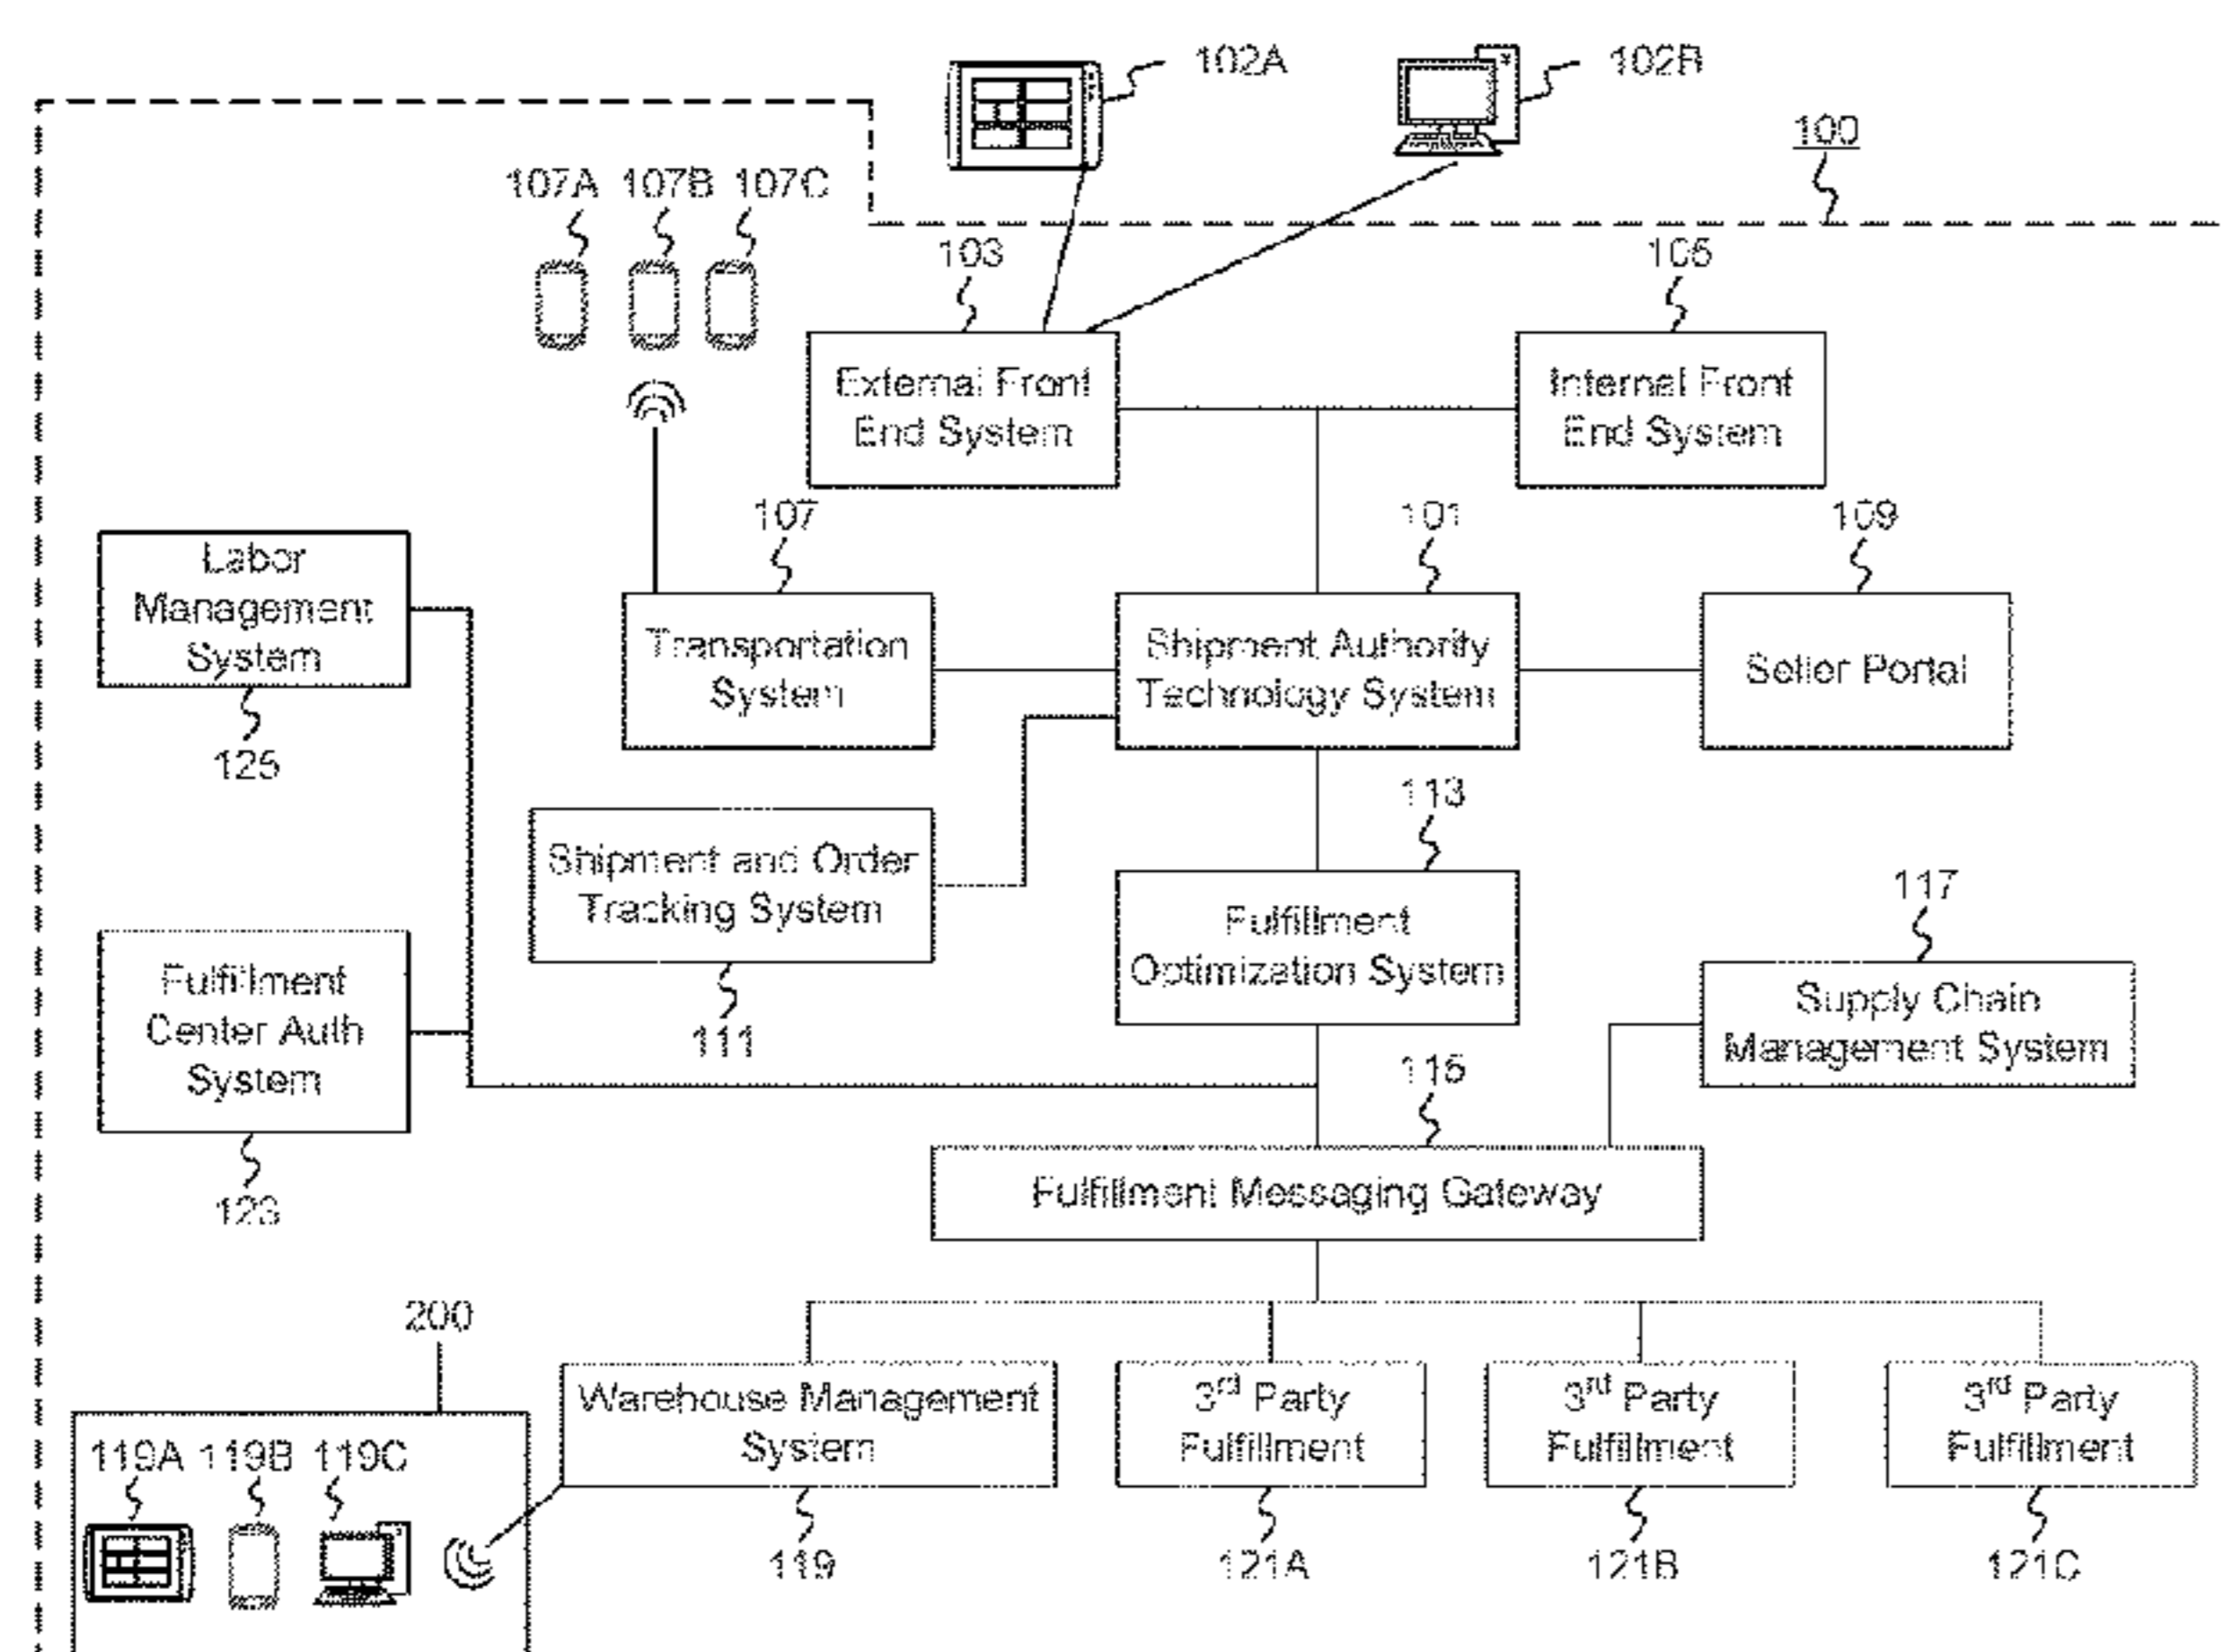 102A
102B
100
107A 107B 107C
103
105
External Front
End System
Internal Front
End System
107
101
109
Labor
Management
System
Transportation
System
Shipment Authority
Technology System
Seller Portal
125
113
Shipment and Order
Tracking System
117
Fulfillment
Optimization System
Fulfillment
Center Auth
System
Supply Chain
Management System
111
115
123
Fulfillment Messaging Gateway
200
Warehouse Management
System
3rd Party
Fulfillment
3rd Party
Fulfillment
3rd Party
Fulfillment
119A 119B 119C
119
121A
121B
121C